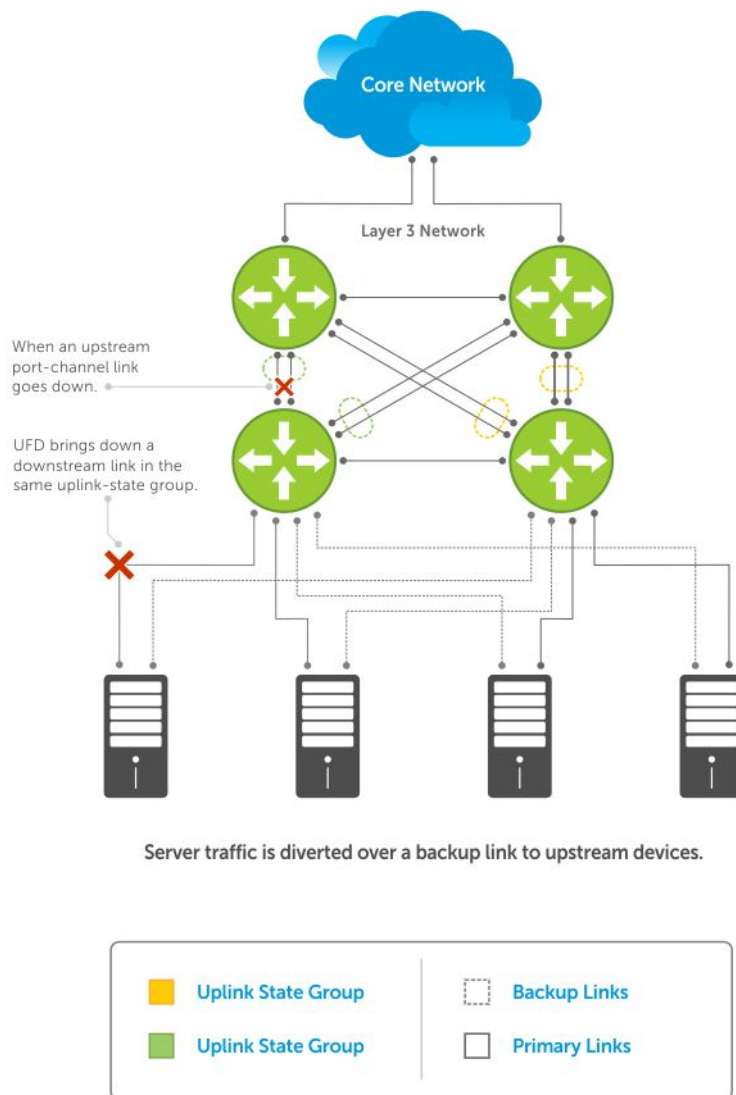 Core Network
Layer 3 Network
When an upstream
port-channel link
goes down.
UFD brings down a
downstream link in the
same uplink-state group.
Server traffic is diverted over a backup link to upstream devices.
Uplink State Group
Backup Links
Uplink State Group
Primary Links